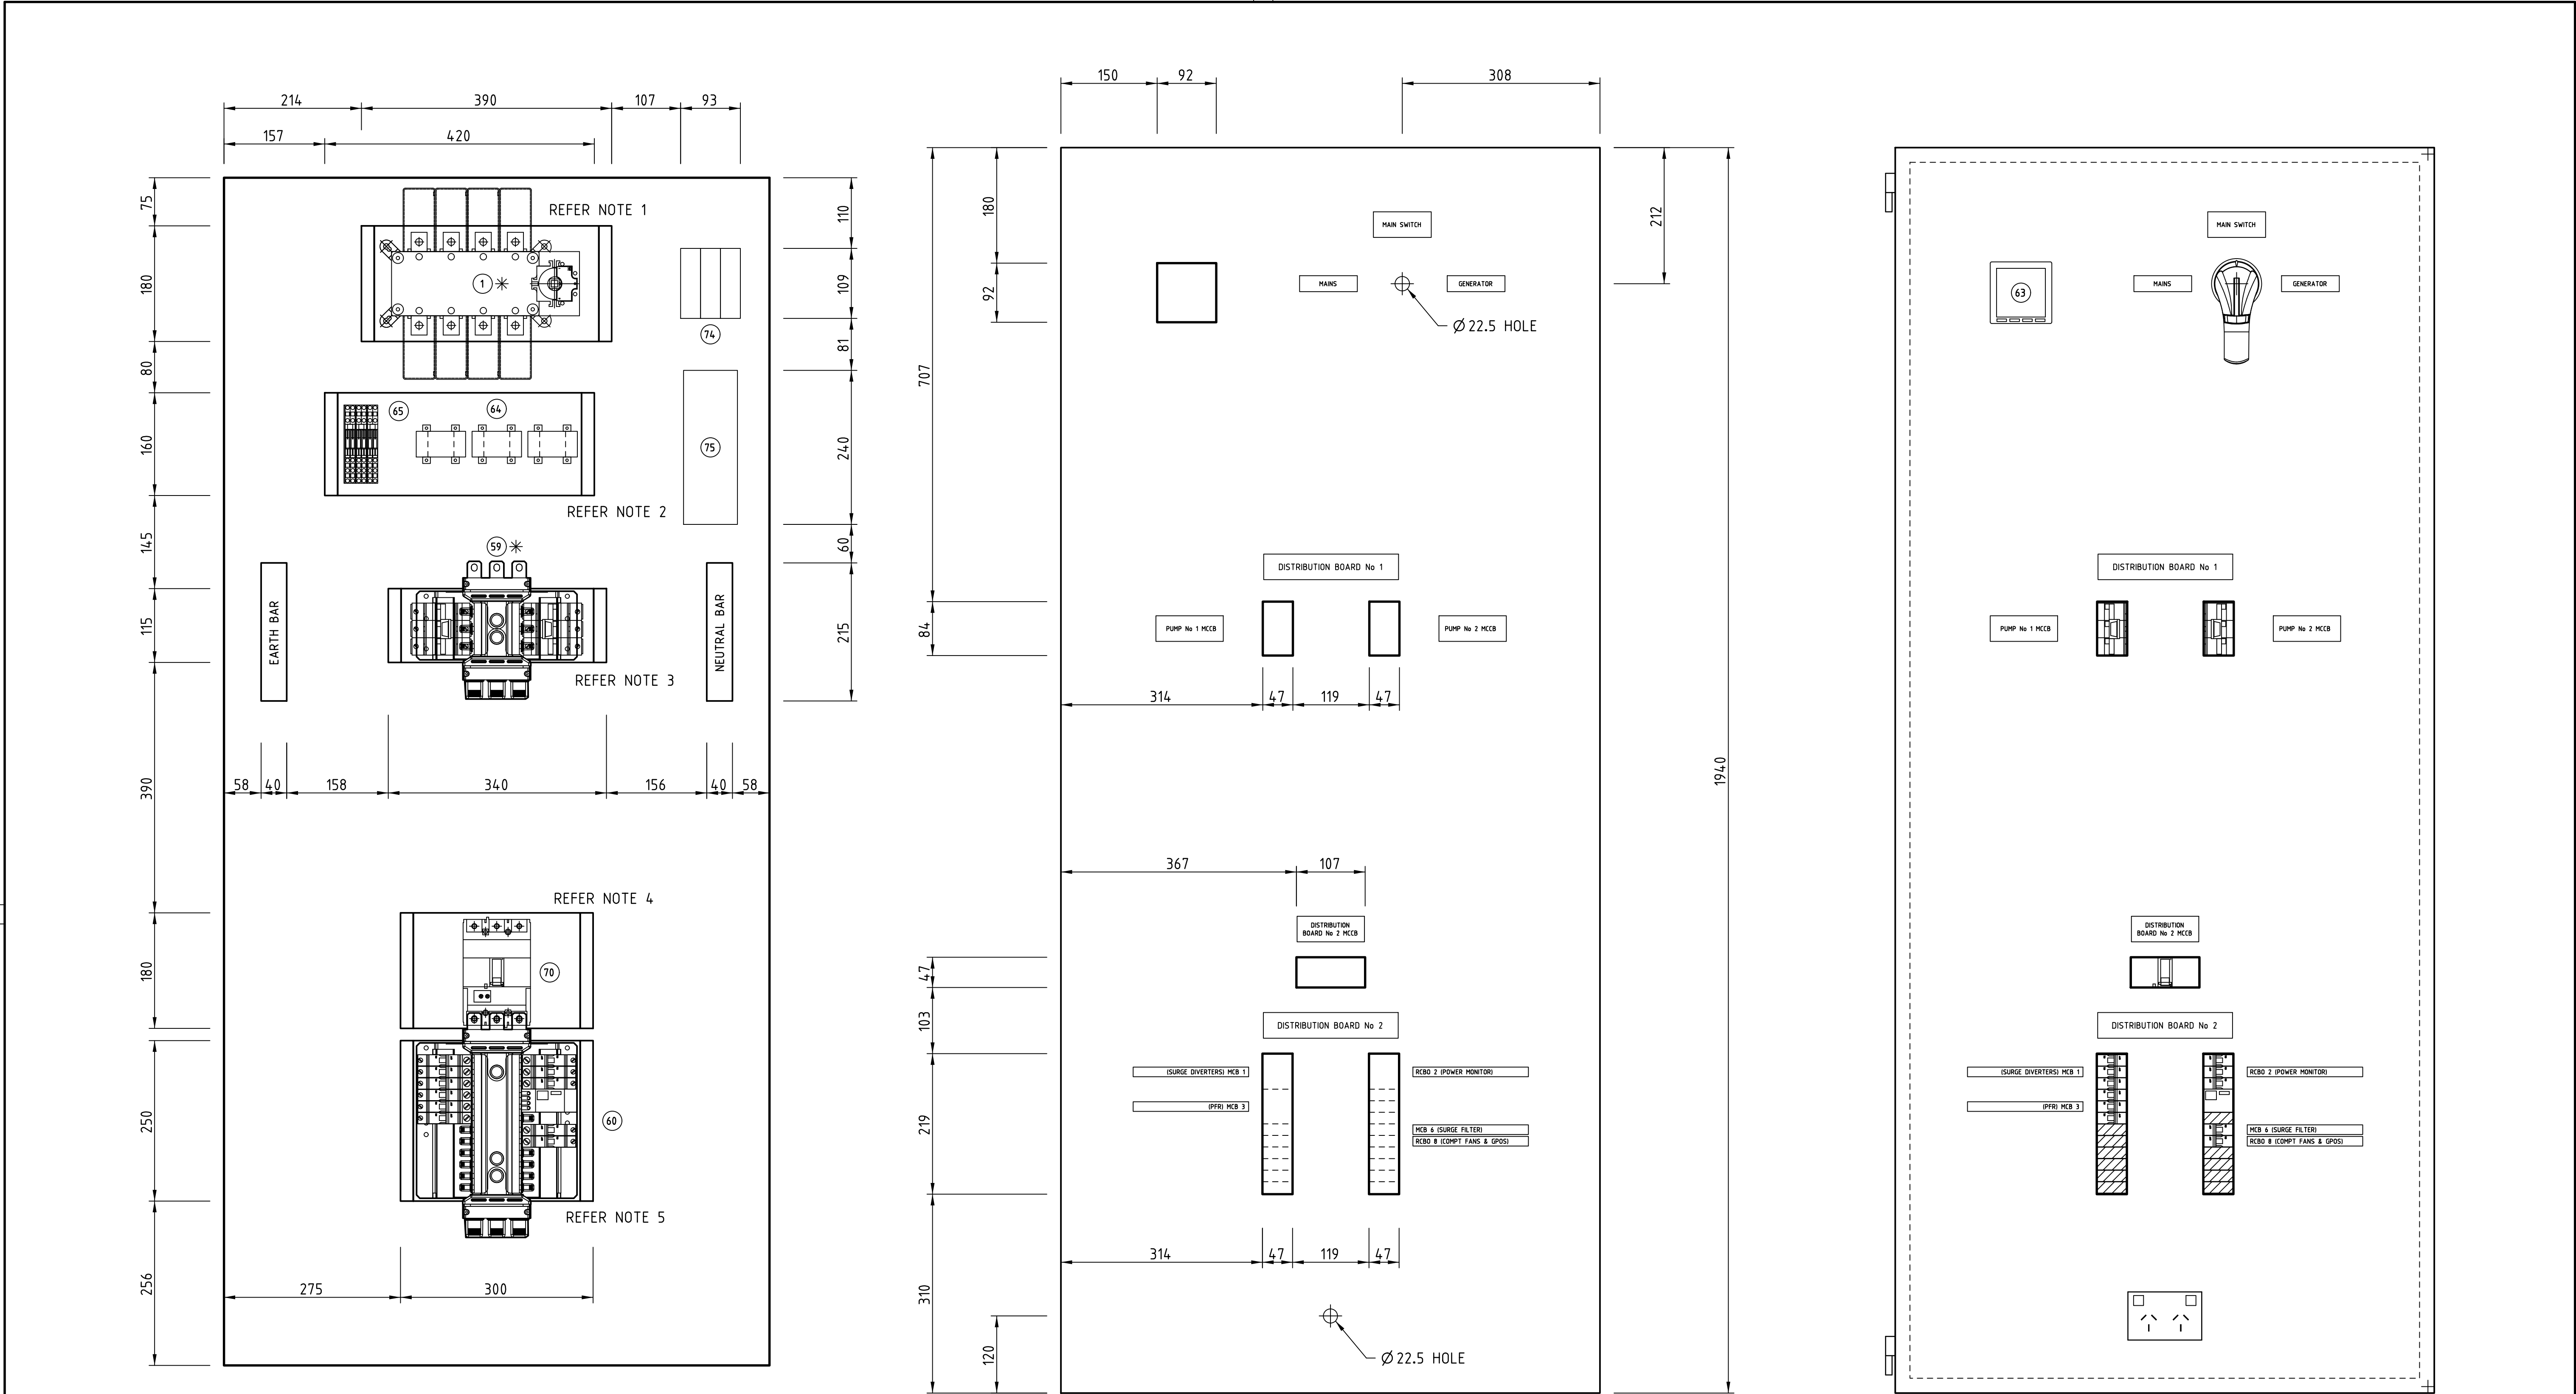 214
390
107
93
157
420
75
180
80
160
145
115
390
180
250
256
REFER NOTE 1
1
74
65
64
75
REFER NOTE 2
59
EARTH BAR
NEUTRAL BAR
REFER NOTE 3
110
109
81
240
60
215
58
40
158
340
156
40
58
REFER NOTE 4
70
60
REFER NOTE 5
275
300
150
92
308
180
92
707
84
212
1940
MAIN SWITCH
MAINS
GENERATOR
Ø 22.5 HOLE
DISTRIBUTION BOARD No 1
PUMP No 1 MCCB
PUMP No 2 MCCB
314
47
119
47
367
107
DISTRIBUTION
BOARD No 2 MCCB
47
103
219
310
120
DISTRIBUTION BOARD No 2
(SURGE DIVERTERS) MCB 1
RCBO 2 (POWER MONITOR)
(PFR) MCB 3
MCB 6 (SURGE FILTER)
RCBO 8 (COMPT FANS & GPOS)
314
47
119
47
Ø 22.5 HOLE
MAIN SWITCH
63
MAINS
GENERATOR
DISTRIBUTION BOARD No 1
PUMP No 1 MCCB
PUMP No 2 MCCB
DISTRIBUTION
BOARD No 2 MCCB
DISTRIBUTION BOARD No 2
(SURGE DIVERTERS) MCB 1
RCBO 2 (POWER MONITOR)
(PFR) MCB 3
MCB 6 (SURGE FILTER)
RCBO 8 (COMPT FANS & GPOS)